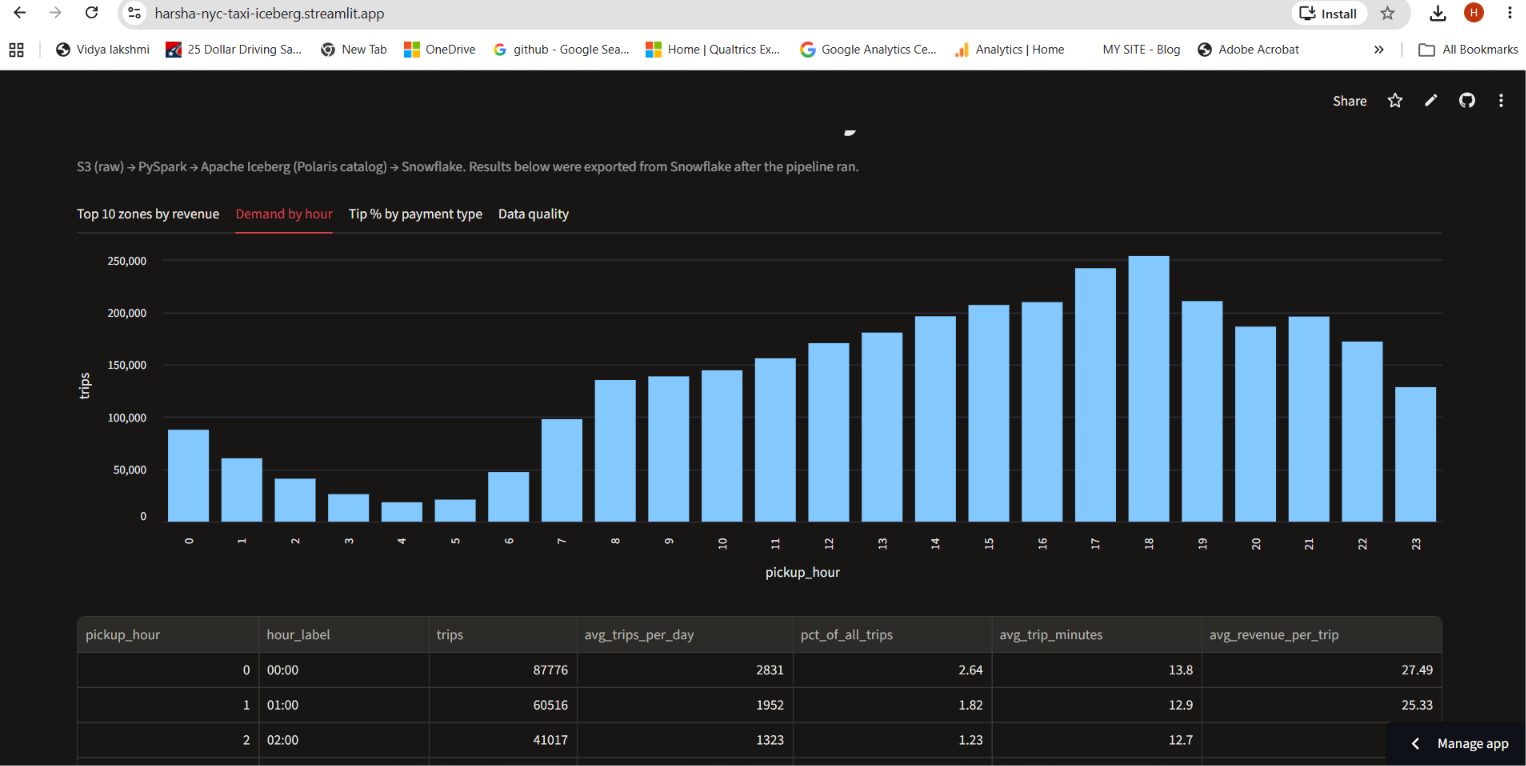 harsha-nyc-taxi-iceberg.streamlit.app Install H
Vidya lakshmi 25 Dollar Driving Sa... New Tab OneDrive github - Google Sea... Home | Qualtrics Ex... Google Analytics Ce... Analytics | Home MY SITE - Blog Adobe Acrobat » All Bookmarks
Share
S3 (raw) → PySpark → Apache Iceberg (Polaris catalog) → Snowflake. Results below were exported from Snowflake after the pipeline ran.
Top 10 zones by revenue Demand by hour Tip % by payment type Data quality
250,000
200,000
150,000
100,000
50,000
0
trips
0 1 2 3 4 5 6 7 8 9 10 11 12 13 14 15 16 17 18 19 20 21 22 23
pickup_hour
pickup_hour hour_label trips avg_trips_per_day pct_of_all_trips avg_trip_minutes avg_revenue_per_trip
0 00:00 87776 2831 2.64 13.8 27.49
1 01:00 60516 1952 1.82 12.9 25.33
2 02:00 41017 1323 1.23 12.7
Manage app